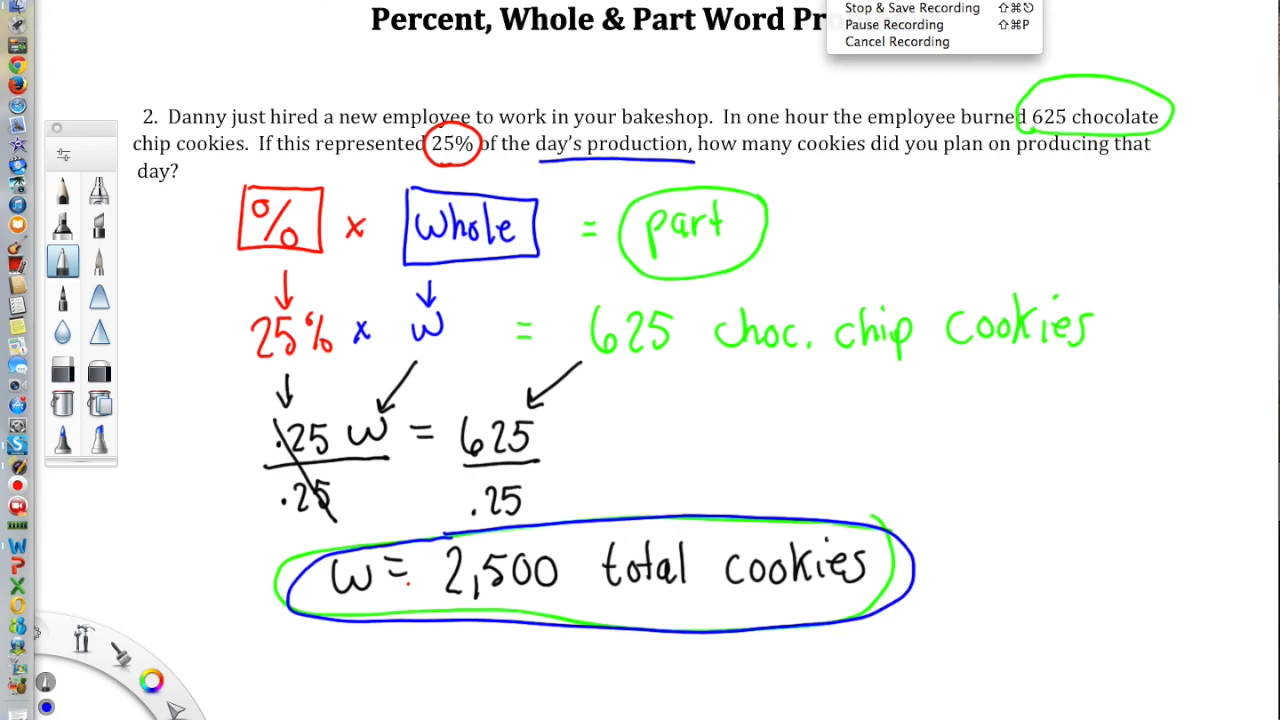 Percent, Whole & Part Word Pro
Stop & Save Recording ⇧⌘⎋
Pause Recording ⇧⌘P
Cancel Recording
2. Danny just hired a new employee to work in your bakeshop. In one hour the employee burned 625 chocolate
chip cookies. If this represented 25% of the day's production, how many cookies did you plan on producing that
day?
% x whole = part
25% x w = 625 choc. chip cookies
.25 w = 625
.25 .25
w = 2,500 total cookies